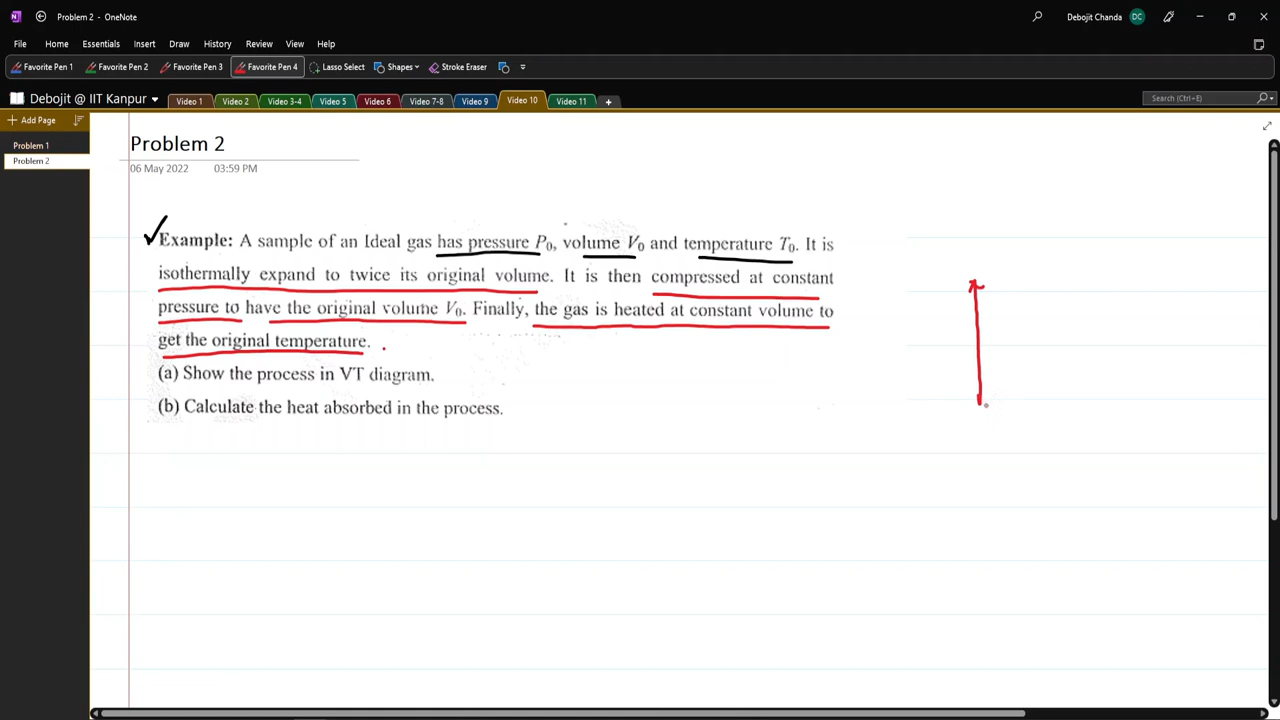 Problem 2 - OneNote
Debojit Chanda DC
File Home Essentials Insert Draw History Review View Help
Favorite Pen 1 Favorite Pen 2 Favorite Pen 3 Favorite Pen 4 Lasso Select Shapes Stroke Eraser
Debojit @ IIT Kanpur Video 1 Video 2 Video 3-4 Video 5 Video 6 Video 7-8 Video 9 Video 10 Video 11 + Search (Ctrl+E)
+ Add Page
Problem 1
Problem 2
Problem 2
06 May 2022 03:59 PM
Example: A sample of an Ideal gas has pressure P₀, volume V₀ and temperature T₀. It is
isothermally expand to twice its original volume. It is then compressed at constant
pressure to have the original volume V₀. Finally, the gas is heated at constant volume to
get the original temperature.
(a) Show the process in VT diagram.
(b) Calculate the heat absorbed in the process.